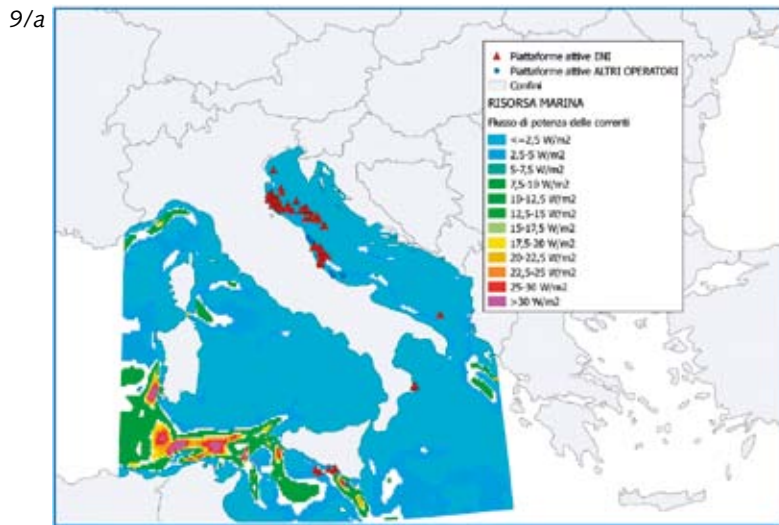 9/a
Piattaforme attive ENI
Piattaforme attive ALTRI OPERATORI
Confini
RISORSA MARINA
Flusso di potenza delle correnti
<=2,5 W/m2
2,5-5 W/m2
5-7,5 W/m2
7,5-10 W/m2
10-12,5 W/m2
12,5-15 W/m2
15-17,5 W/m2
17,5-20 W/m2
20-22,5 W/m2
22,5-25 W/m2
25-30 W/m2
>30 W/m2